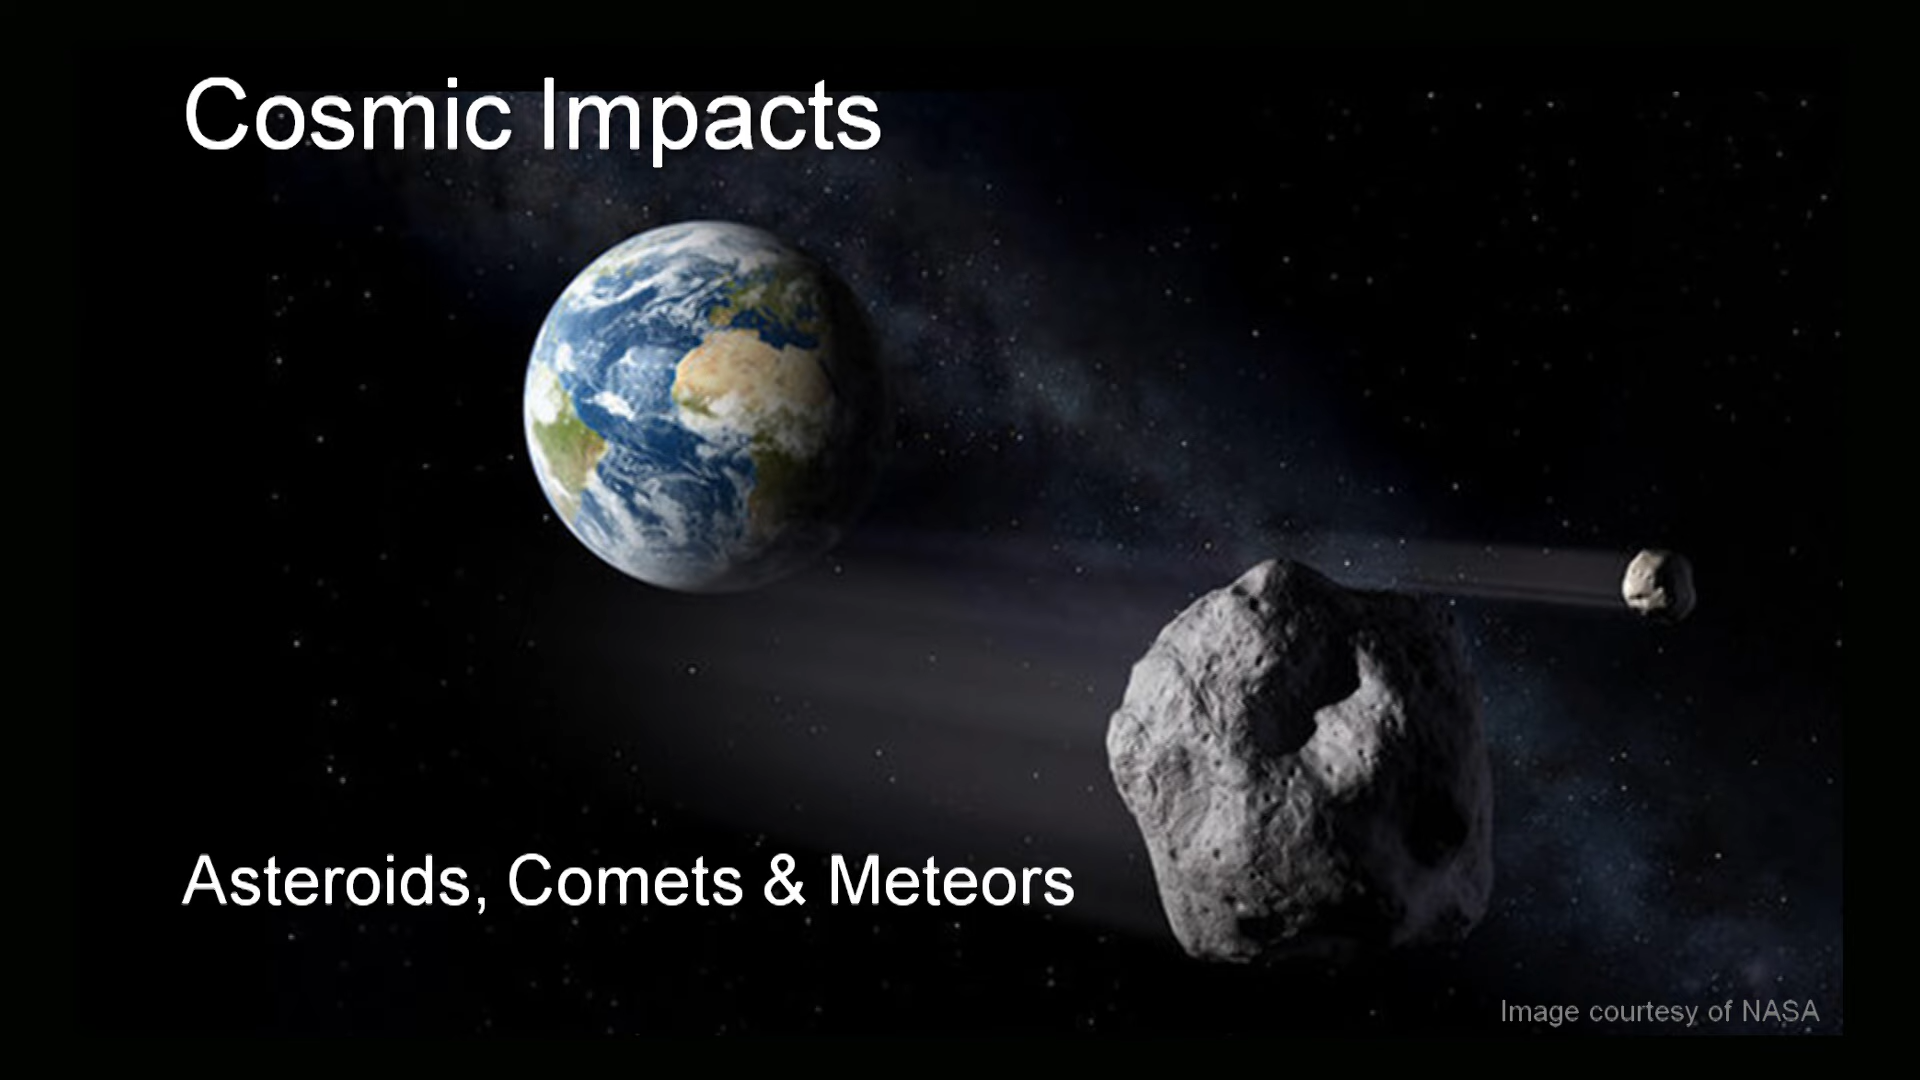 Cosmic Impacts
Asteroids, Comets & Meteors
Image courtesy of NASA